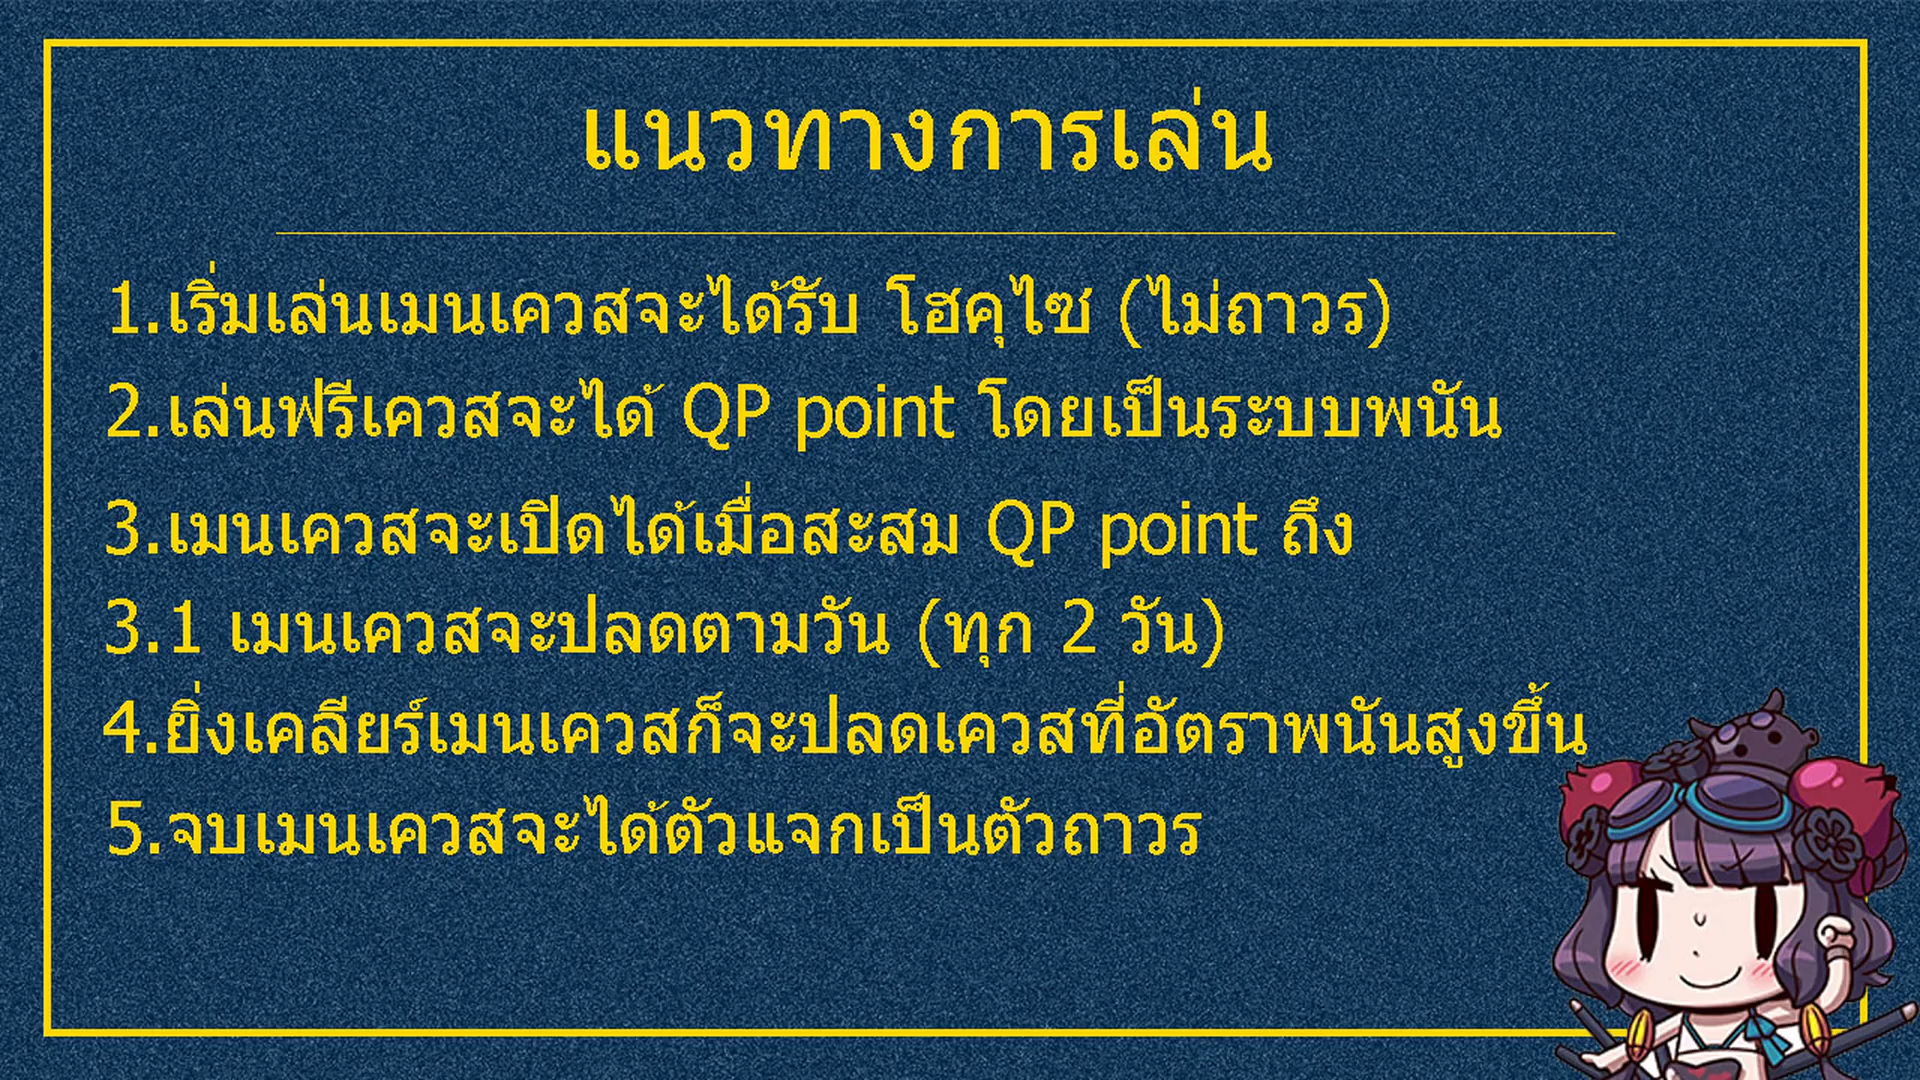 แนวทางการเล่น
1.เริ่มเล่นเมนเควสจะได้รับ โฮคุไซ (ไม่ถาวร)
2.เล่นฟรีเควสจะได้ QP point โดยเป็นระบบพนัน
3.เมนเควสจะเปิดได้เมื่อสะสม QP point ถึง
3.1 เมนเควสจะปลดตามวัน (ทุก 2 วัน)
4.ยิ่งเคลียร์เมนเควสก็จะปลดเควสที่อัตราพนันสูงขึ้น
5.จบเมนเควสจะได้ตัวแจกเป็นตัวถาวร